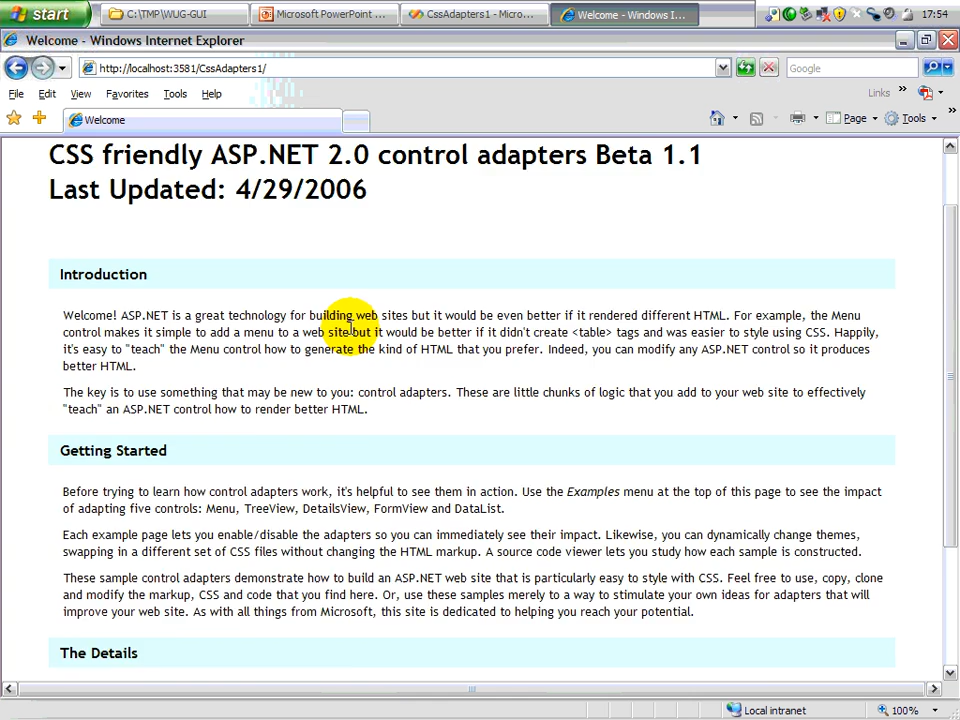 start
C:\TMP\WUG-GUI
Microsoft PowerPoint ...
CssAdapters1 - Micro...
Welcome - Windows I...
17:54
Welcome - Windows Internet Explorer
http://localhost:3581/CssAdapters1/
Google
File Edit View Favorites Tools Help
Links »
Welcome
Page Tools »
CSS friendly ASP.NET 2.0 control adapters Beta 1.1
Last Updated: 4/29/2006
Introduction
Welcome! ASP.NET is a great technology for building web sites but it would be even better if it rendered different HTML. For example, the Menu
control makes it simple to add a menu to a web site but it would be better if it didn't create <table> tags and was easier to style using CSS. Happily,
it's easy to "teach" the Menu control how to generate the kind of HTML that you prefer. Indeed, you can modify any ASP.NET control so it produces
better HTML.
The key is to use something that may be new to you: control adapters. These are little chunks of logic that you add to your web site to effectively
"teach" an ASP.NET control how to render better HTML.
Getting Started
Before trying to learn how control adapters work, it's helpful to see them in action. Use the Examples menu at the top of this page to see the impact
of adapting five controls: Menu, TreeView, DetailsView, FormView and DataList.
Each example page lets you enable/disable the adapters so you can immediately see their impact. Likewise, you can dynamically change themes,
swapping in a different set of CSS files without changing the HTML markup. A source code viewer lets you study how each sample is constructed.
These sample control adapters demonstrate how to build an ASP.NET web site that is particularly easy to style with CSS. Feel free to use, copy, clone
and modify the markup, CSS and code that you find here. Or, use these samples merely to a way to stimulate your own ideas for adapters that will
improve your web site. As with all things from Microsoft, this site is dedicated to helping you reach your potential.
The Details
Local intranet
100%